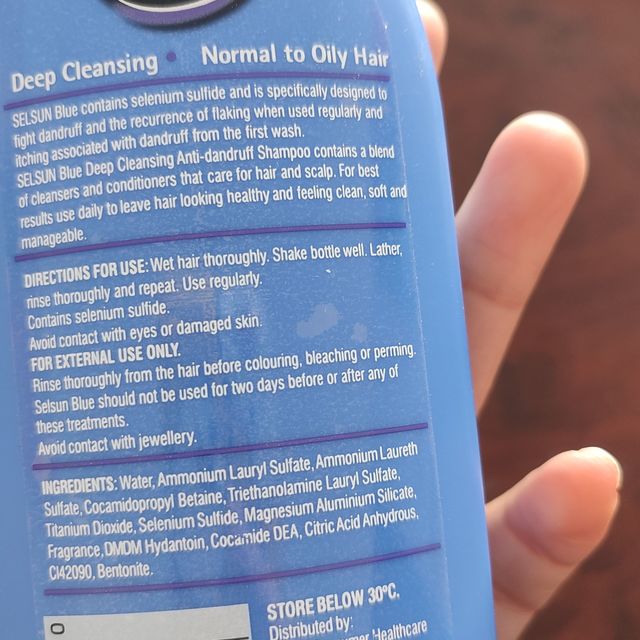 Deep Cleansing • Normal to Oily Hair
SELSUN Blue contains selenium sulfide and is specifically designed to
fight dandruff and the recurrence of flaking when used regularly and
itching associated with dandruff from the first wash.
SELSUN Blue Deep Cleansing Anti-dandruff Shampoo contains a blend
of cleansers and conditioners that care for hair and scalp. For best
results use daily to leave hair looking healthy and feeling clean, soft and
manageable.
DIRECTIONS FOR USE: Wet hair thoroughly. Shake bottle well. Lather,
rinse thoroughly and repeat. Use regularly.
Contains selenium sulfide.
Avoid contact with eyes or damaged skin.
FOR EXTERNAL USE ONLY.
Rinse thoroughly from the hair before colouring, bleaching or perming.
Selsun Blue should not be used for two days before or after any of
these treatments.
Avoid contact with jewellery.
INGREDIENTS: Water, Ammonium Lauryl Sulfate, Ammonium Laureth
Sulfate, Cocamidopropyl Betaine, Triethanolamine Lauryl Sulfate,
Titanium Dioxide, Selenium Sulfide, Magnesium Aluminium Silicate,
Fragrance, DMDM Hydantoin, Cocamide DEA, Citric Acid Anhydrous,
CI42090, Bentonite.
STORE BELOW 30ºC.
Distributed by:
Healthcare